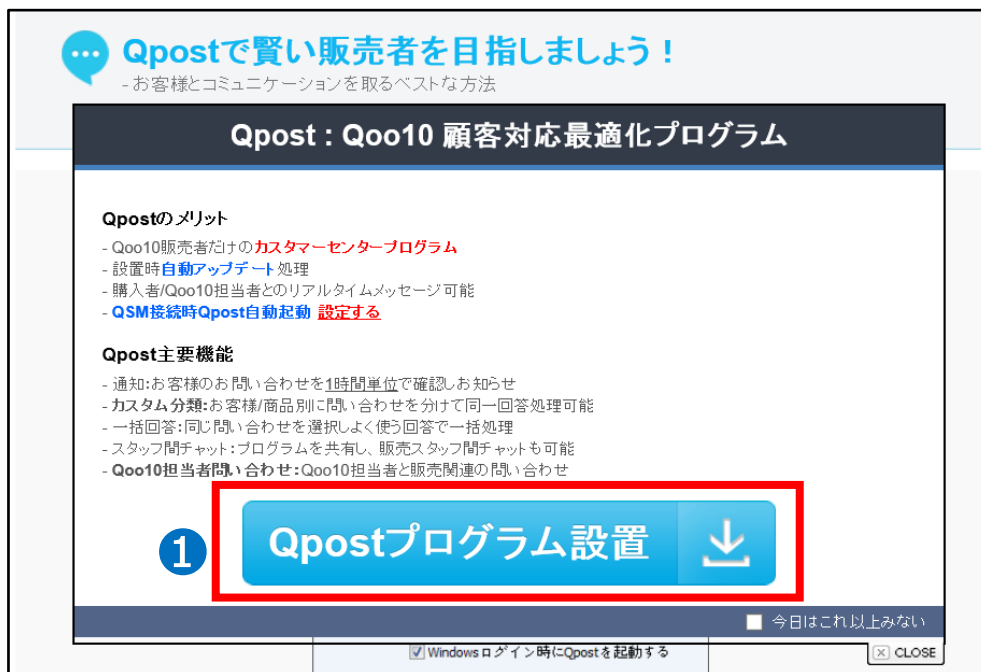 Qpostで賢い販売者を目指しましょう！
-お客様とコミュニケーションを取るベストな方法
Qpost : Qoo10 顧客対応最適化プログラム
Qpostのメリット
- Qoo10販売者だけのカスタマーセンタープログラム
- 設置時自動アップデート処理
- 購入者/Qoo10担当者とのリアルタイムメッセージ可能
- QSM接続時Qpost自動起動 設定する
Qpost主要機能
- 通知:お客様のお問い合わせを1時間単位で確認しお知らせ
- カスタム分類:お客様/商品別に問い合わせを分けて同一回答処理可能
- 一括回答:同じ問い合わせを選択しよく使う回答で一括処理
- スタッフ間チャット:プログラムを共有し、販売スタッフ間チャットも可能
- Qoo10担当者問い合わせ:Qoo10担当者と販売関連の問い合わせ
1 Qpostプログラム設置
今日はこれ以上みない
Windowsログイン時にQpostを起動する
CLOSE